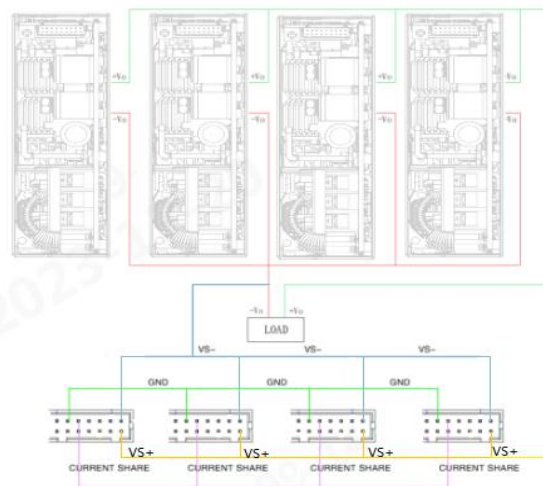 +Vo +Vo +Vo +Vo
-Vo -Vo -Vo -Vo
-Vo +Vo
LOAD
VS- VS- VS-
GND GND GND
VS+ VS+ VS+ VS+
CURRENT SHARE CURRENT SHARE CURRENT SHARE CURRENT SHARE